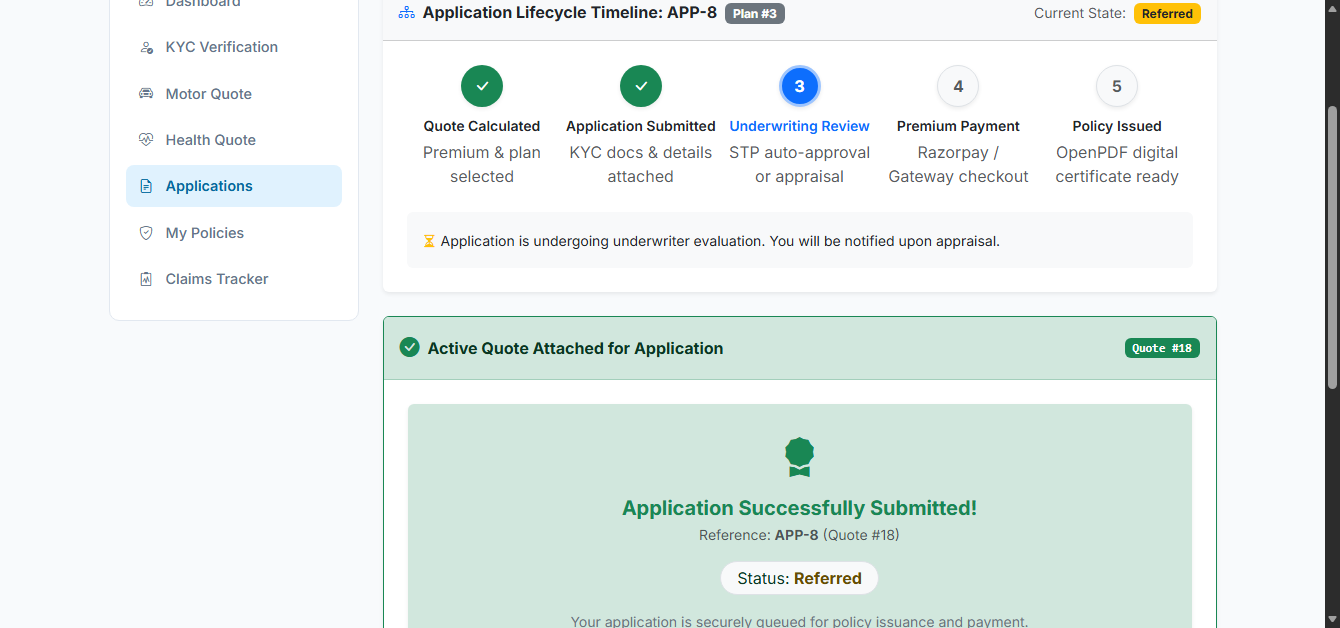 Dashboard
KYC Verification
Motor Quote
Health Quote
Applications
My Policies
Claims Tracker
Application Lifecycle Timeline: APP-8 Plan #3
Current State: Referred
3
4
5
Quote Calculated
Premium & plan
selected
Application Submitted
KYC docs & details
attached
Underwriting Review
STP auto-approval
or appraisal
Premium Payment
Razorpay /
Gateway checkout
Policy Issued
OpenPDF digital
certificate ready
Application is undergoing underwriter evaluation. You will be notified upon appraisal.
Active Quote Attached for Application
Quote #18
Application Successfully Submitted!
Reference: APP-8 (Quote #18)
Status: Referred
Your application is securely queued for policy issuance and payment.